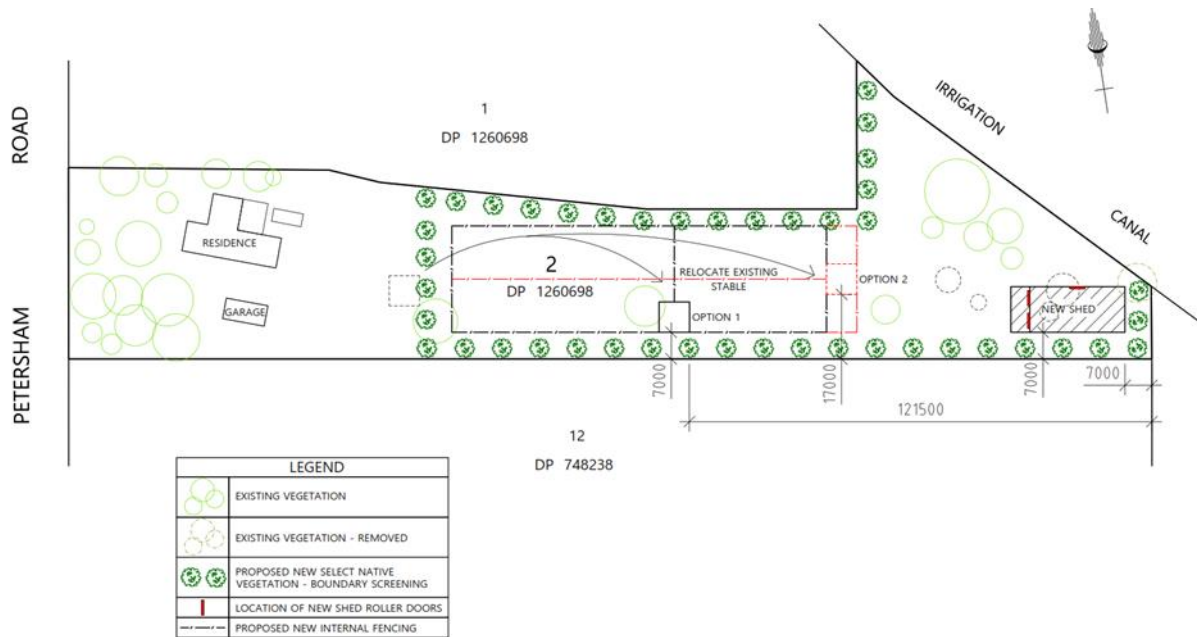 ROAD
PETERSHAM
1
DP 1260698
IRRIGATION
CANAL
RESIDENCE
GARAGE
2
DP 1260698
RELOCATE EXISTING
STABLE
OPTION 1
OPTION 2
NEW SHED
7000
17000
7000
7000
121500
12
DP 748238
LEGEND
EXISTING VEGETATION
EXISTING VEGETATION - REMOVED
PROPOSED NEW SELECT NATIVE
VEGETATION - BOUNDARY SCREENING
LOCATION OF NEW SHED ROLLER DOORS
PROPOSED NEW INTERNAL FENCING